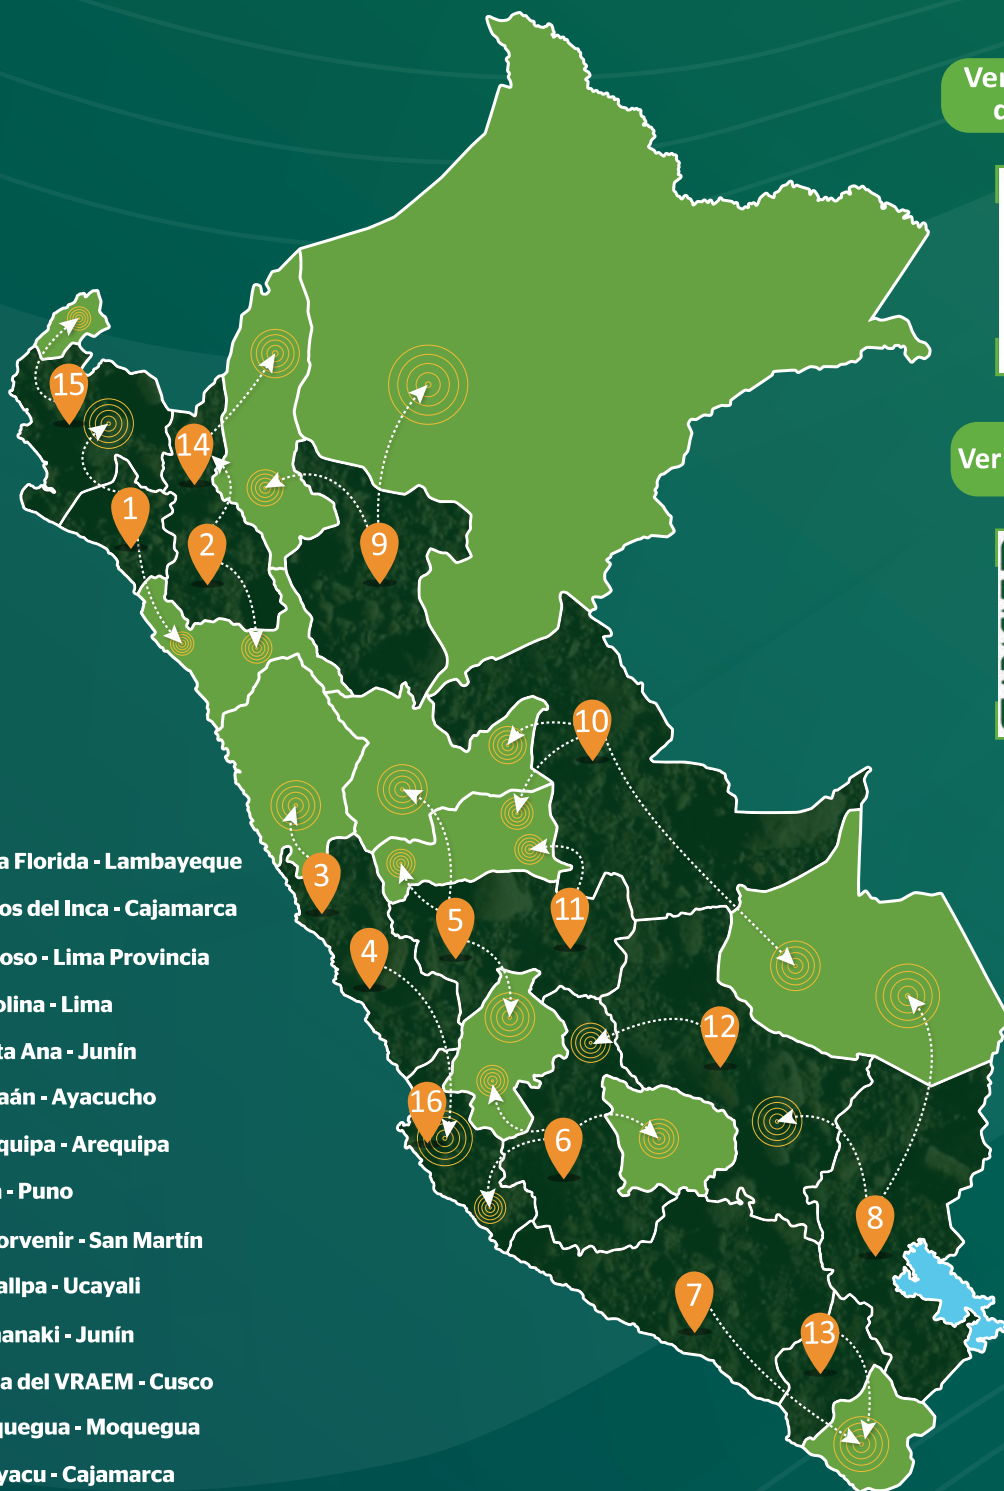 Ver
15
14
1
2
9
Ver
10
3
5
11
4
12
16
6
8
7
13
a Florida - Lambayeque
os del Inca - Cajamarca
oso - Lima Provincia
olina - Lima
ta Ana - Junín
aán - Ayacucho
quipa - Arequipa
a - Puno
orvenir - San Martín
allpa - Ucayali
anaki - Junín
a del VRAEM - Cusco
quegua - Moquegua
yacu - Cajamarca